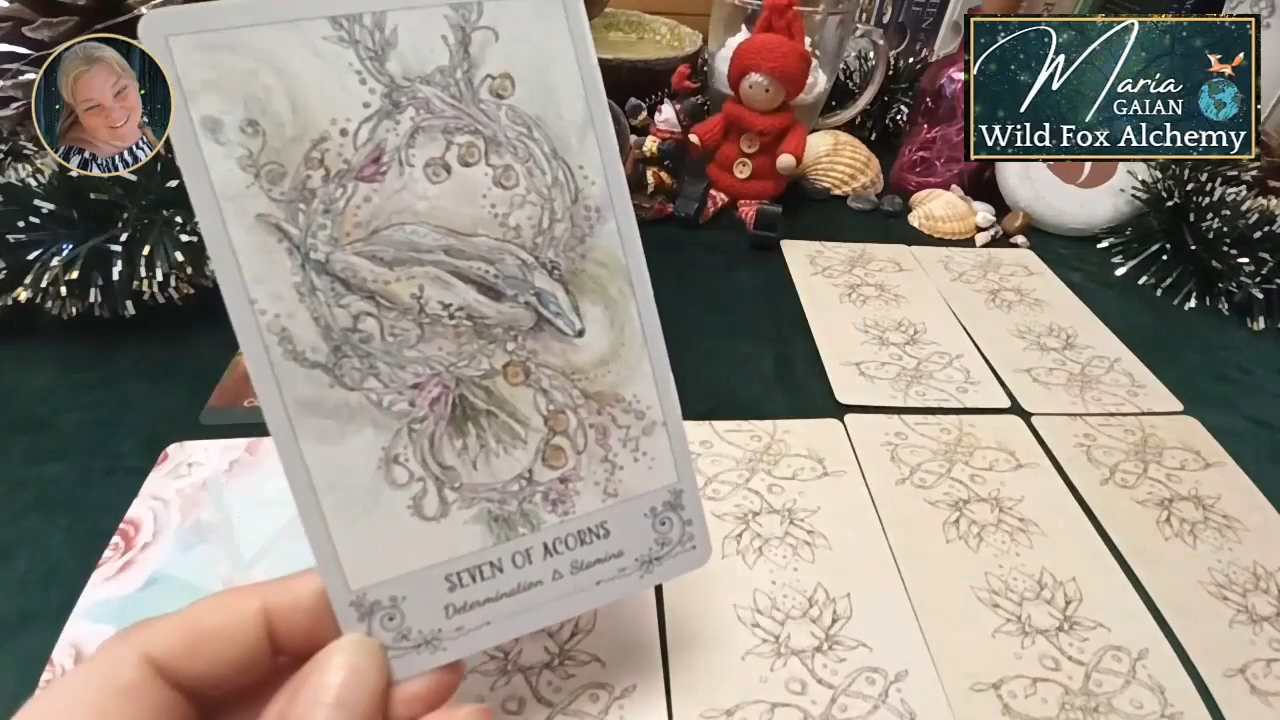 Maria
GAIAN
Wild Fox Alchemy
SEVEN OF ACORNS
Determination & Stamina